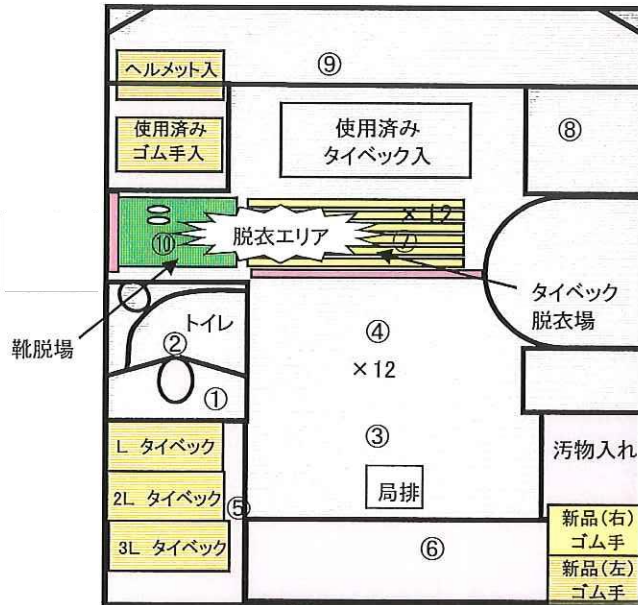 ⑨
ヘルメット入
使用済み
ゴム手入
使用済み
タイベック入
⑧
×12
⑩
脱衣エリア
⑦
タイベック
脱衣場
靴脱場
トイレ
②
①
④
×12
③
局排
L タイベック
2L タイベック
3L タイベック
⑤
⑥
汚物入れ
新品(右)
ゴム手
新品(左)
ゴム手